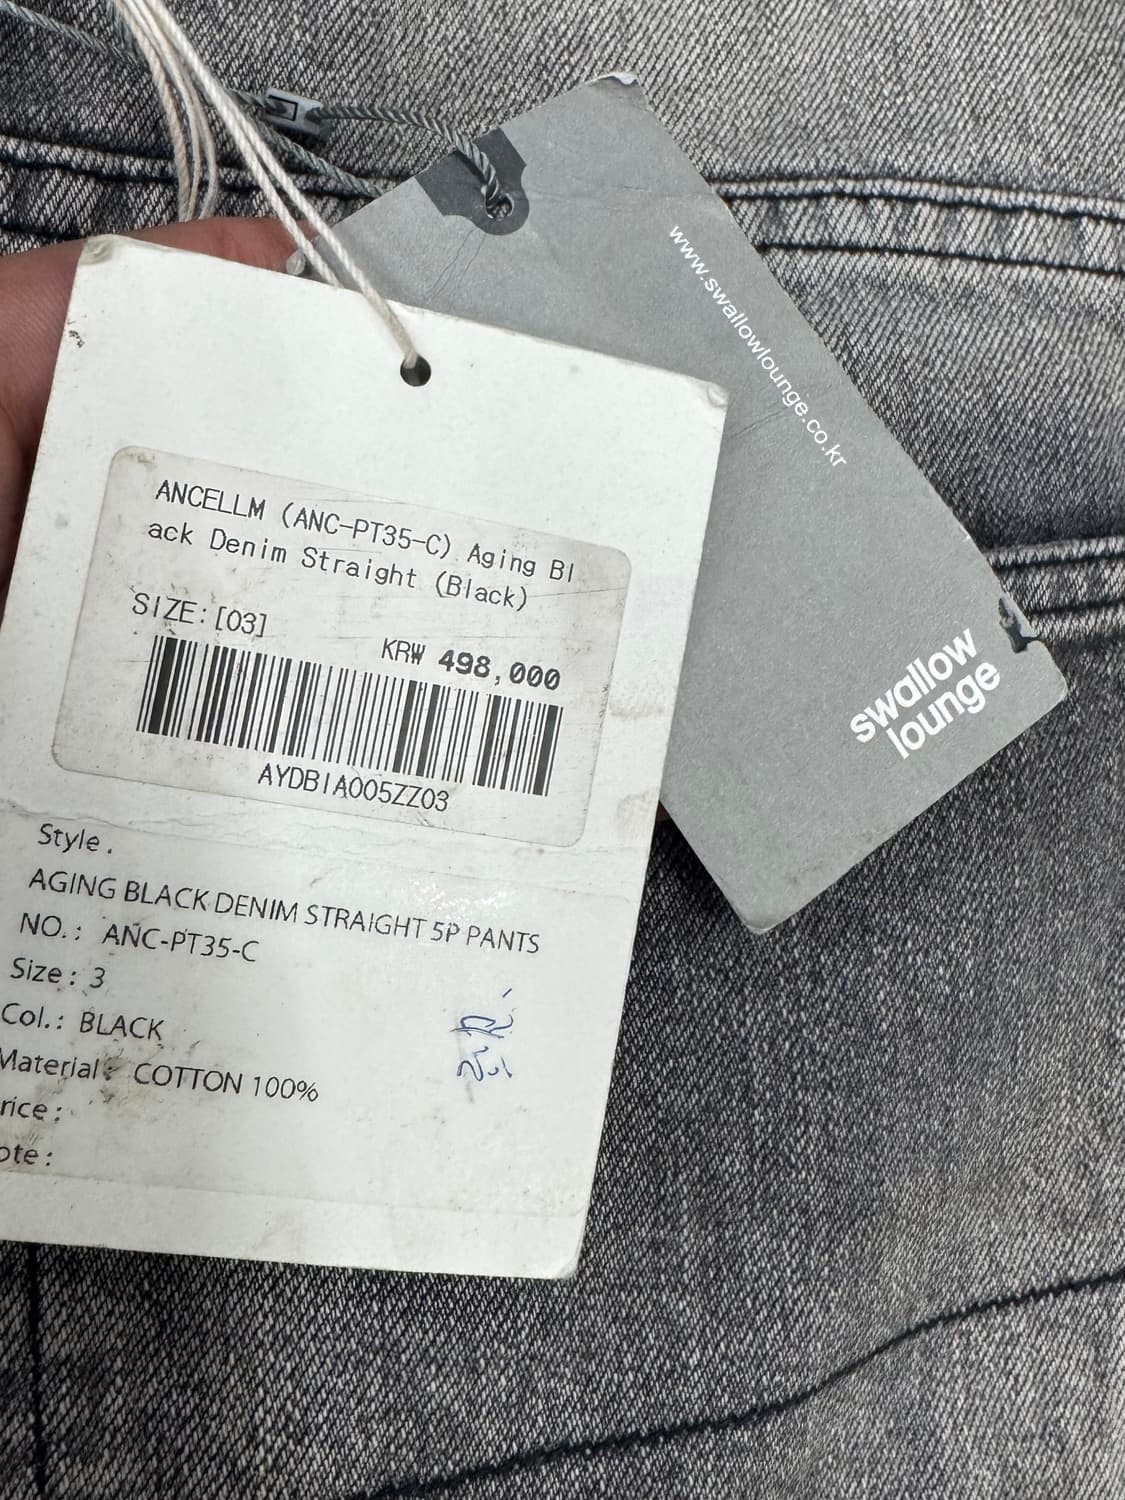 www.swallowlounge.co.kr
swallow
lounge
ANCELLM (ANC-PT35-C) Aging Bl
ack Denim Straight (Black)
SIZE:[03]
KRW 498,000
AYDBIA005ZZ03
Style .
AGING BLACK DENIM STRAIGHT 5P PANTS
NO.: ANC-PT35-C
Size: 3
Col.: BLACK
Material: COTTON 100%
rice:
ote: